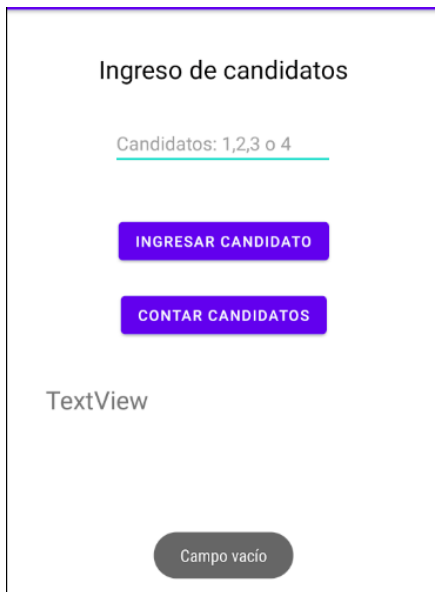 Ingreso de candidatos
Candidatos: 1,2,3 o 4
INGRESAR CANDIDATO
CONTAR CANDIDATOS
TextView
Campo vacío